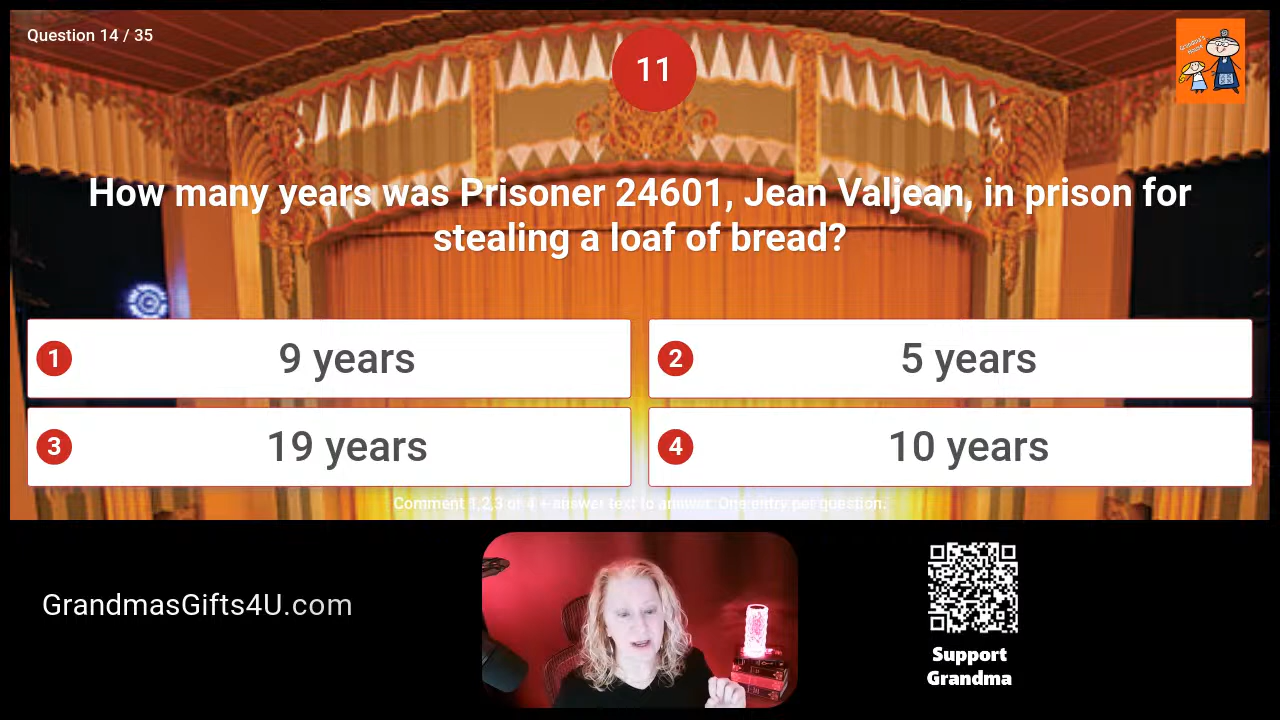 Question 14 / 35
11
Grandma's
House
How many years was Prisoner 24601, Jean Valjean, in prison for
stealing a loaf of bread?
1 9 years
2 5 years
3 19 years
4 10 years
Comment 1,2,3 or 4 + answer text to answer. One entry per question.
GrandmasGifts4U.com
Support
Grandma